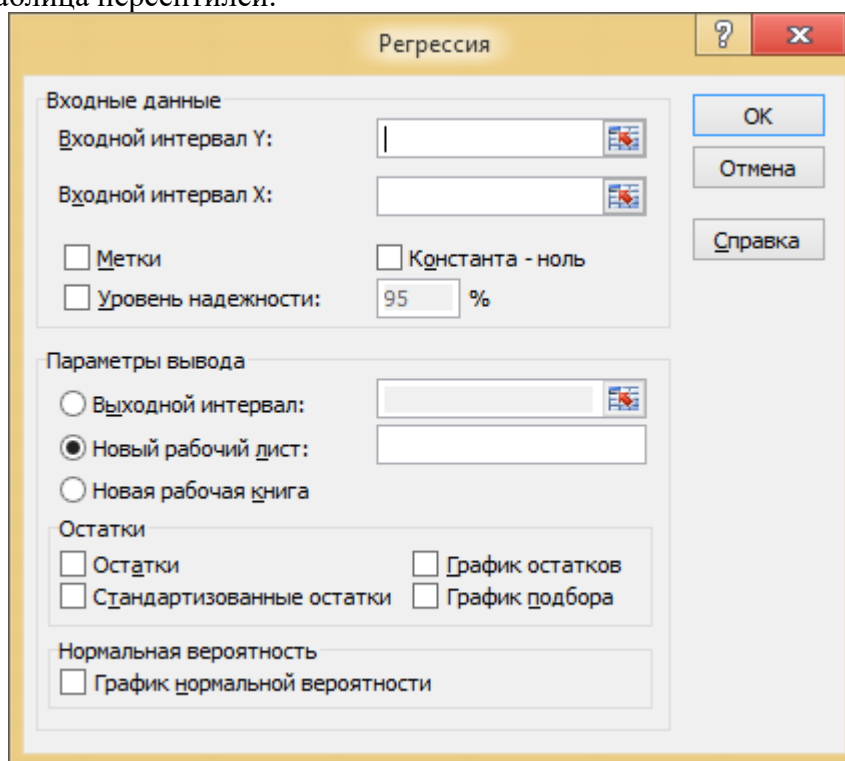 Регрессия
Входные данные
Входной интервал Y:
Входной интервал X:
Метки
Константа - ноль
Уровень надежности:
95 %
ОК
Отмена
Справка
Параметры вывода
Выходной интервал:
Новый рабочий лист:
Новая рабочая книга
Остатки
Остатки
График остатков
Стандартизованные остатки
График подбора
Нормальная вероятность
График нормальной вероятности